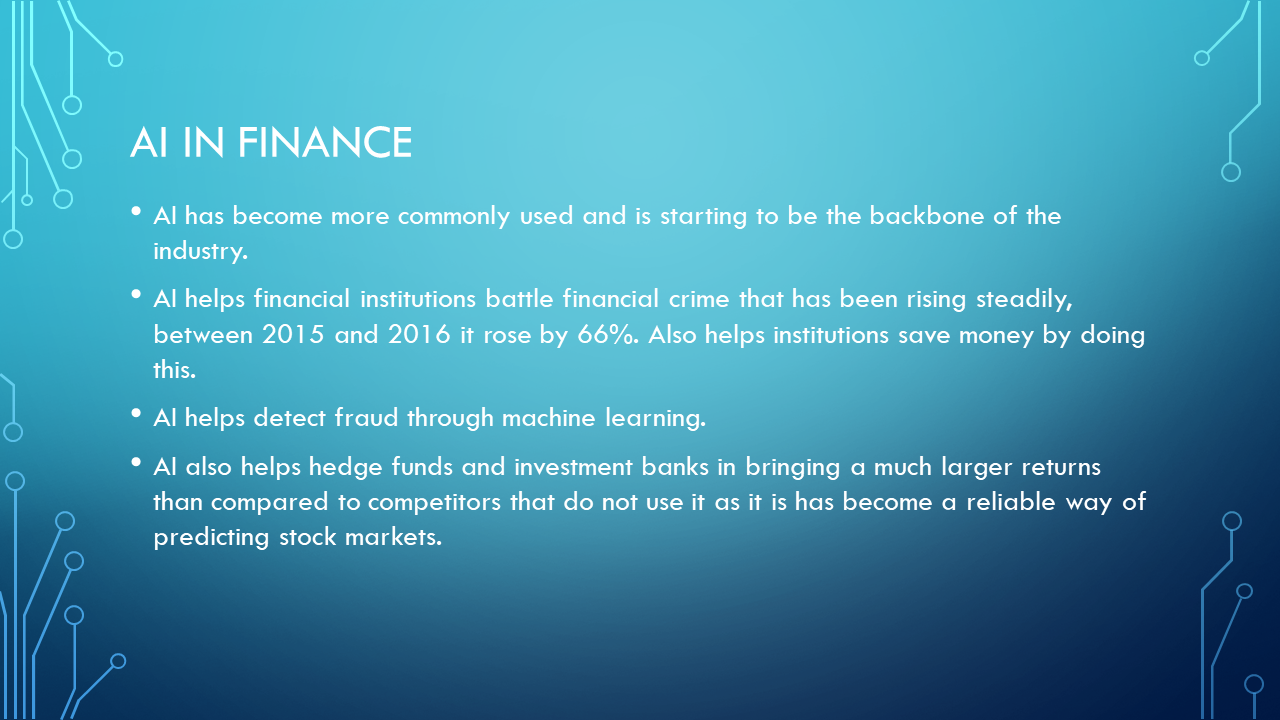 AI IN FINANCE
• AI has become more commonly used and is starting to be the backbone of the
industry.
• AI helps financial institutions battle financial crime that has been rising steadily,
between 2015 and 2016 it rose by 66%. Also helps institutions save money by doing
this.
• AI helps detect fraud through machine learning.
• AI also helps hedge funds and investment banks in bringing a much larger returns
than compared to competitors that do not use it as it is has become a reliable way of
predicting stock markets.